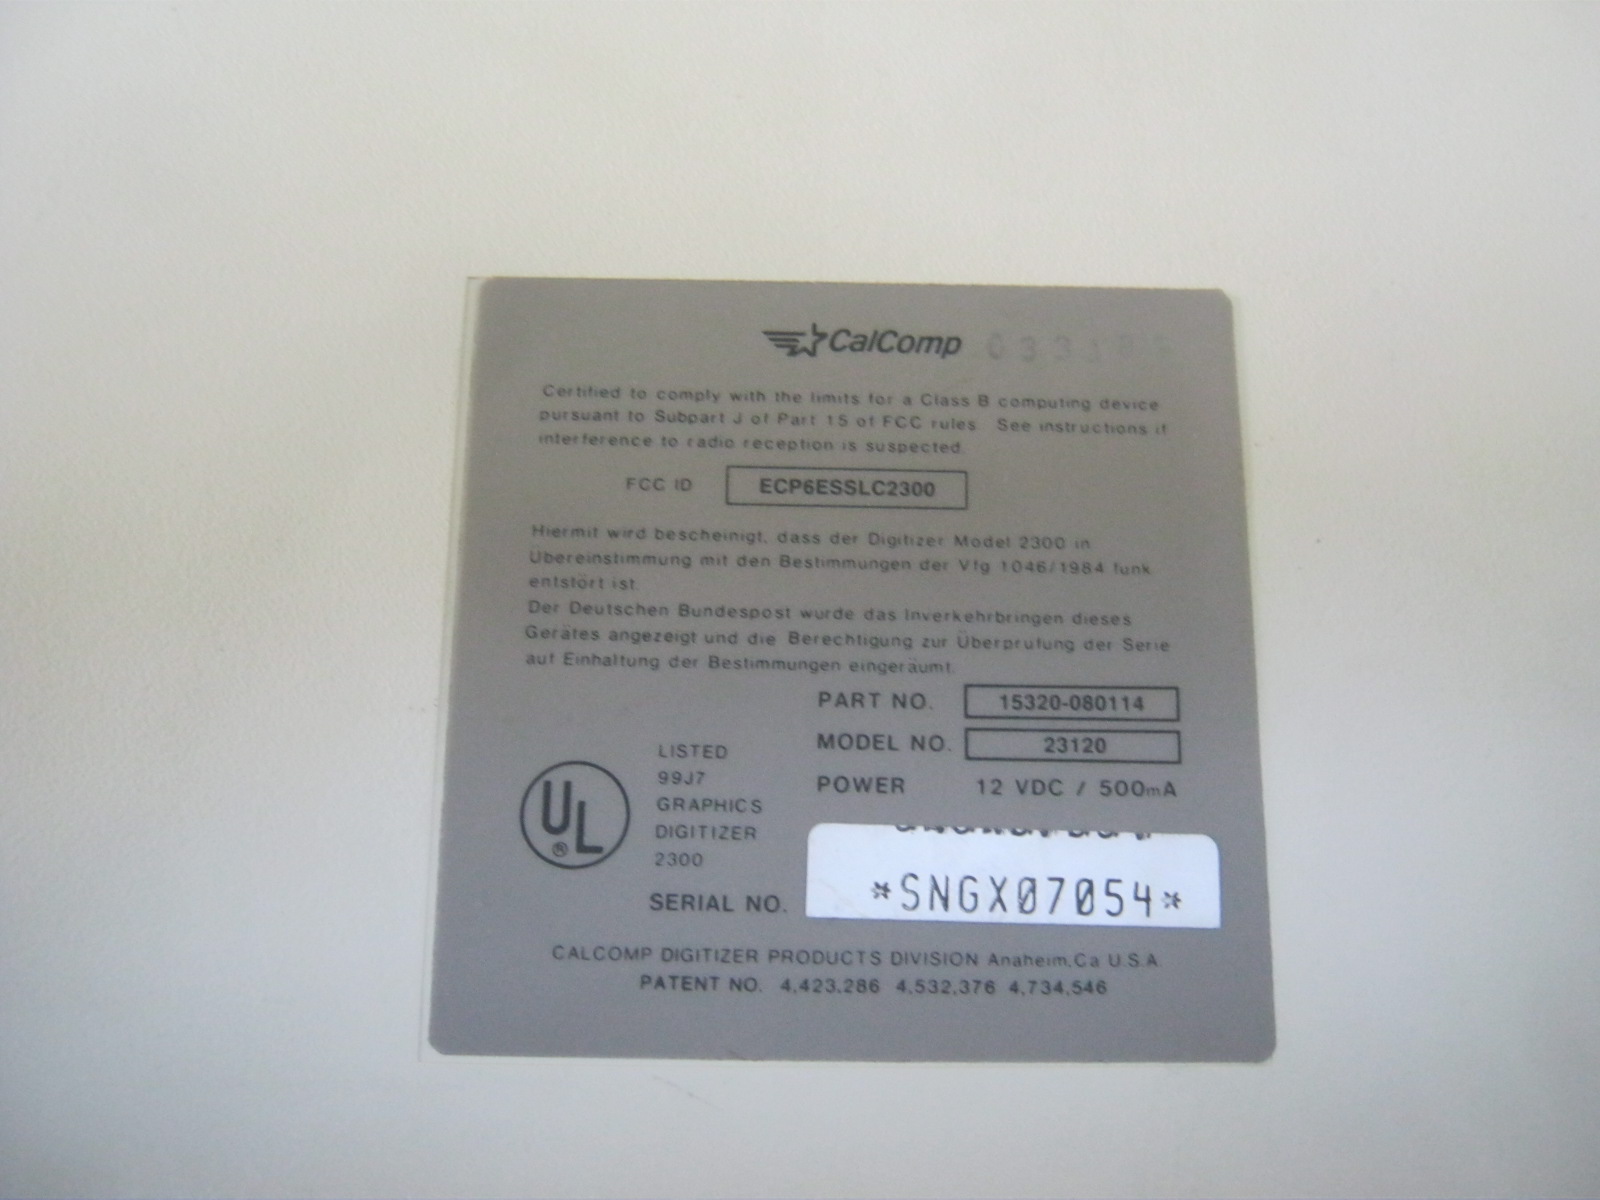 CalComp
Certified to comply with the limits for a Class B computing device
pursuant to Subpart J of Part 15 of FCC rules. See instructions if
interference to radio reception is suspected.
FCC ID ECP6ESSLC2300
Hiermit wird bescheinigt, dass der Digitizer Model 2300 in
Übereinstimmung mit den Bestimmungen der Vfg 1046/1984 funk
entstört ist.
Der Deutschen Bundespost wurde das Inverkehrbringen dieses
Gerätes angezeigt und die Berechtigung zur Überprüfung der Serie
auf Einhaltung der Bestimmungen eingeräumt.
PART NO. 15320-080114
MODEL NO. 23120
POWER 12 VDC / 500mA
UL ®
LISTED
99J7
GRAPHICS
DIGITIZER
2300
SERIAL NO. *SNGX07054*
CALCOMP DIGITIZER PRODUCTS DIVISION Anaheim,Ca U.S.A.
PATENT NO. 4,423,286 4,532,376 4,734,546